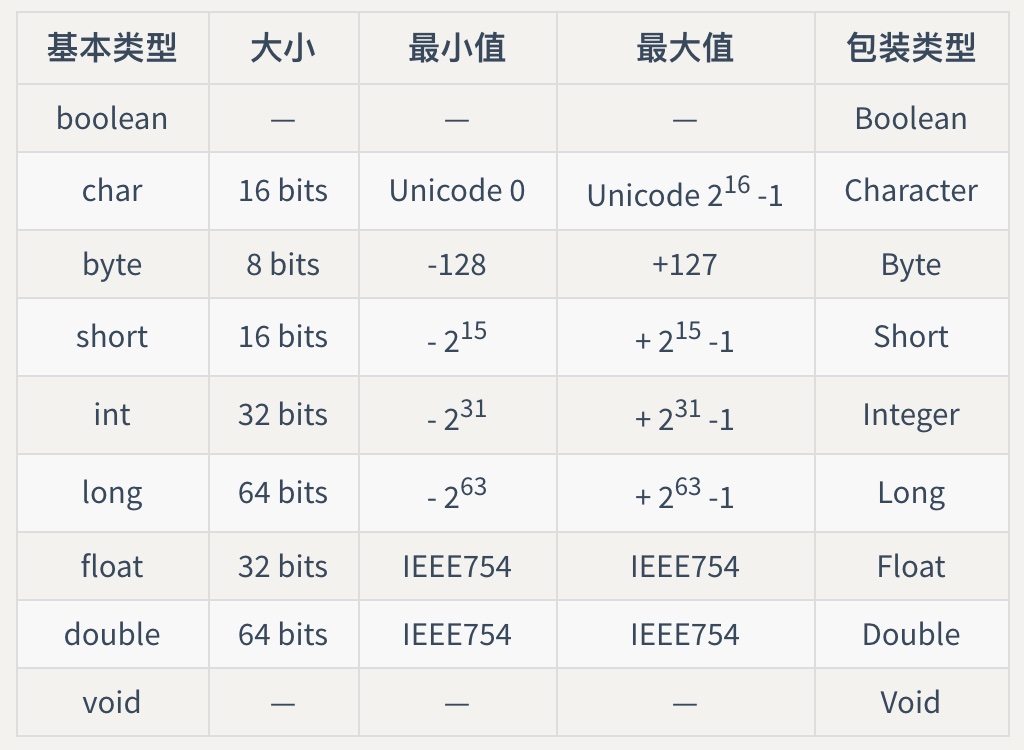 基本类型 大小 最小值 最大值 包装类型
boolean — — — Boolean
char 16 bits Unicode 0 Unicode 2^16 -1 Character
byte 8 bits -128 +127 Byte
short 16 bits - 2^15 + 2^15 -1 Short
int 32 bits - 2^31 + 2^31 -1 Integer
long 64 bits - 2^63 + 2^63 -1 Long
float 32 bits IEEE754 IEEE754 Float
double 64 bits IEEE754 IEEE754 Double
void — — — Void